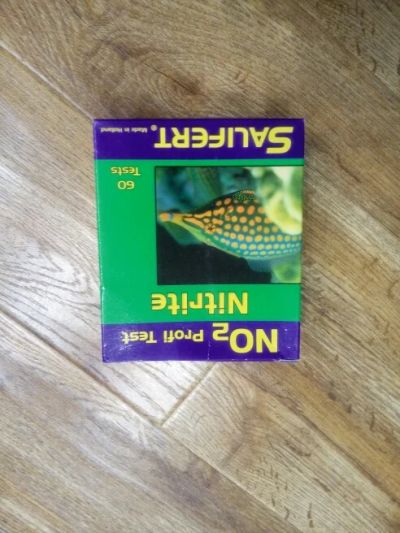 NO2 Profi Test
Nitrite
60
Tests
SALIFERT®
Made in Holland